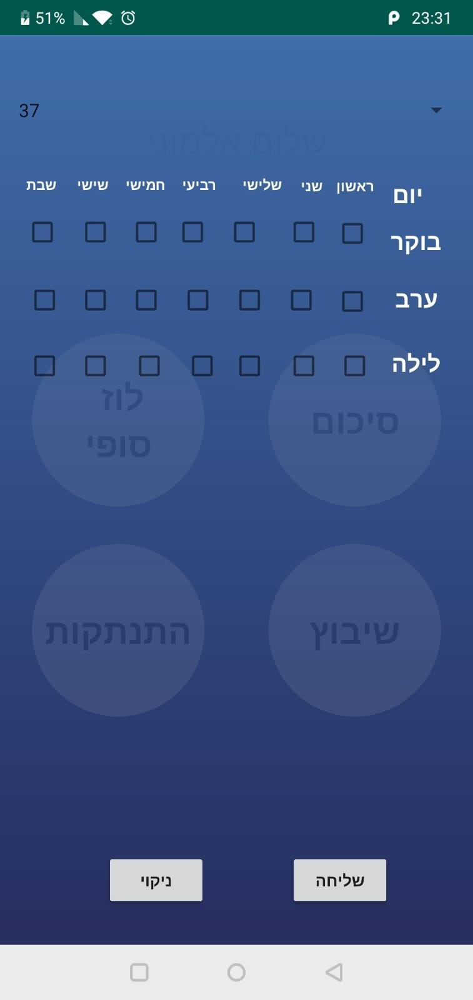 51% 23:31
37
שלום אלמוני
יום ראשון שני שלישי רביעי חמישי שישי שבת
בוקר
ערב
לילה
סיכום
לוז
סופי
שיבוץ
התנתקות
שליחה
ניקוי